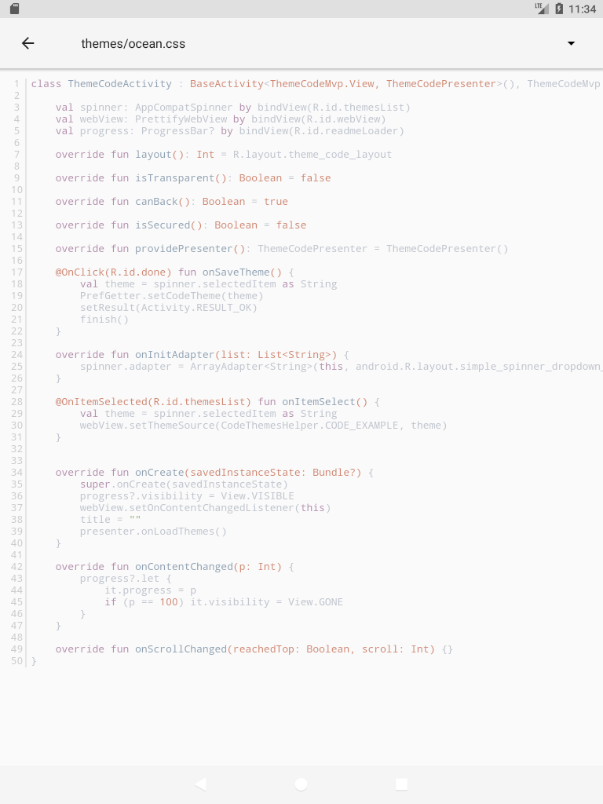 LTE 11:34
themes/ocean.css
1 class ThemeCodeActivity : BaseActivity<ThemeCodeMvp.View, ThemeCodePresenter>(), ThemeCodeMvp
2
3 val spinner: AppCompatSpinner by bindView(R.id.themesList)
4 val webView: PrettifyWebView by bindView(R.id.webView)
5 val progress: ProgressBar? by bindView(R.id.readmeLoader)
6
7 override fun layout(): Int = R.layout.theme_code_layout
8
9 override fun isTransparent(): Boolean = false
10
11 override fun canBack(): Boolean = true
12
13 override fun isSecured(): Boolean = false
14
15 override fun providePresenter(): ThemeCodePresenter = ThemeCodePresenter()
16
17 @OnClick(R.id.done) fun onSaveTheme() {
18 val theme = spinner.selectedItem as String
19 PrefGetter.setCodeTheme(theme)
20 setResult(Activity.RESULT_OK)
21 finish()
22 }
23
24 override fun onInitAdapter(list: List<String>) {
25 spinner.adapter = ArrayAdapter<String>(this, android.R.layout.simple_spinner_dropdown_
26 }
27
28 @OnItemSelected(R.id.themesList) fun onItemSelect() {
29 val theme = spinner.selectedItem as String
30 webView.setThemeSource(CodeThemesHelper.CODE_EXAMPLE, theme)
31 }
32
33
34 override fun onCreate(savedInstanceState: Bundle?) {
35 super.onCreate(savedInstanceState)
36 progress?.visibility = View.VISIBLE
37 webView.setOnContentChangedListener(this)
38 title = ""
39 presenter.onLoadThemes()
40 }
41
42 override fun onContentChanged(p: Int) {
43 progress?.let {
44 it.progress = p
45 if (p == 100) it.visibility = View.GONE
46 }
47 }
48
49 override fun onScrollChanged(reachedTop: Boolean, scroll: Int) {}
50 }